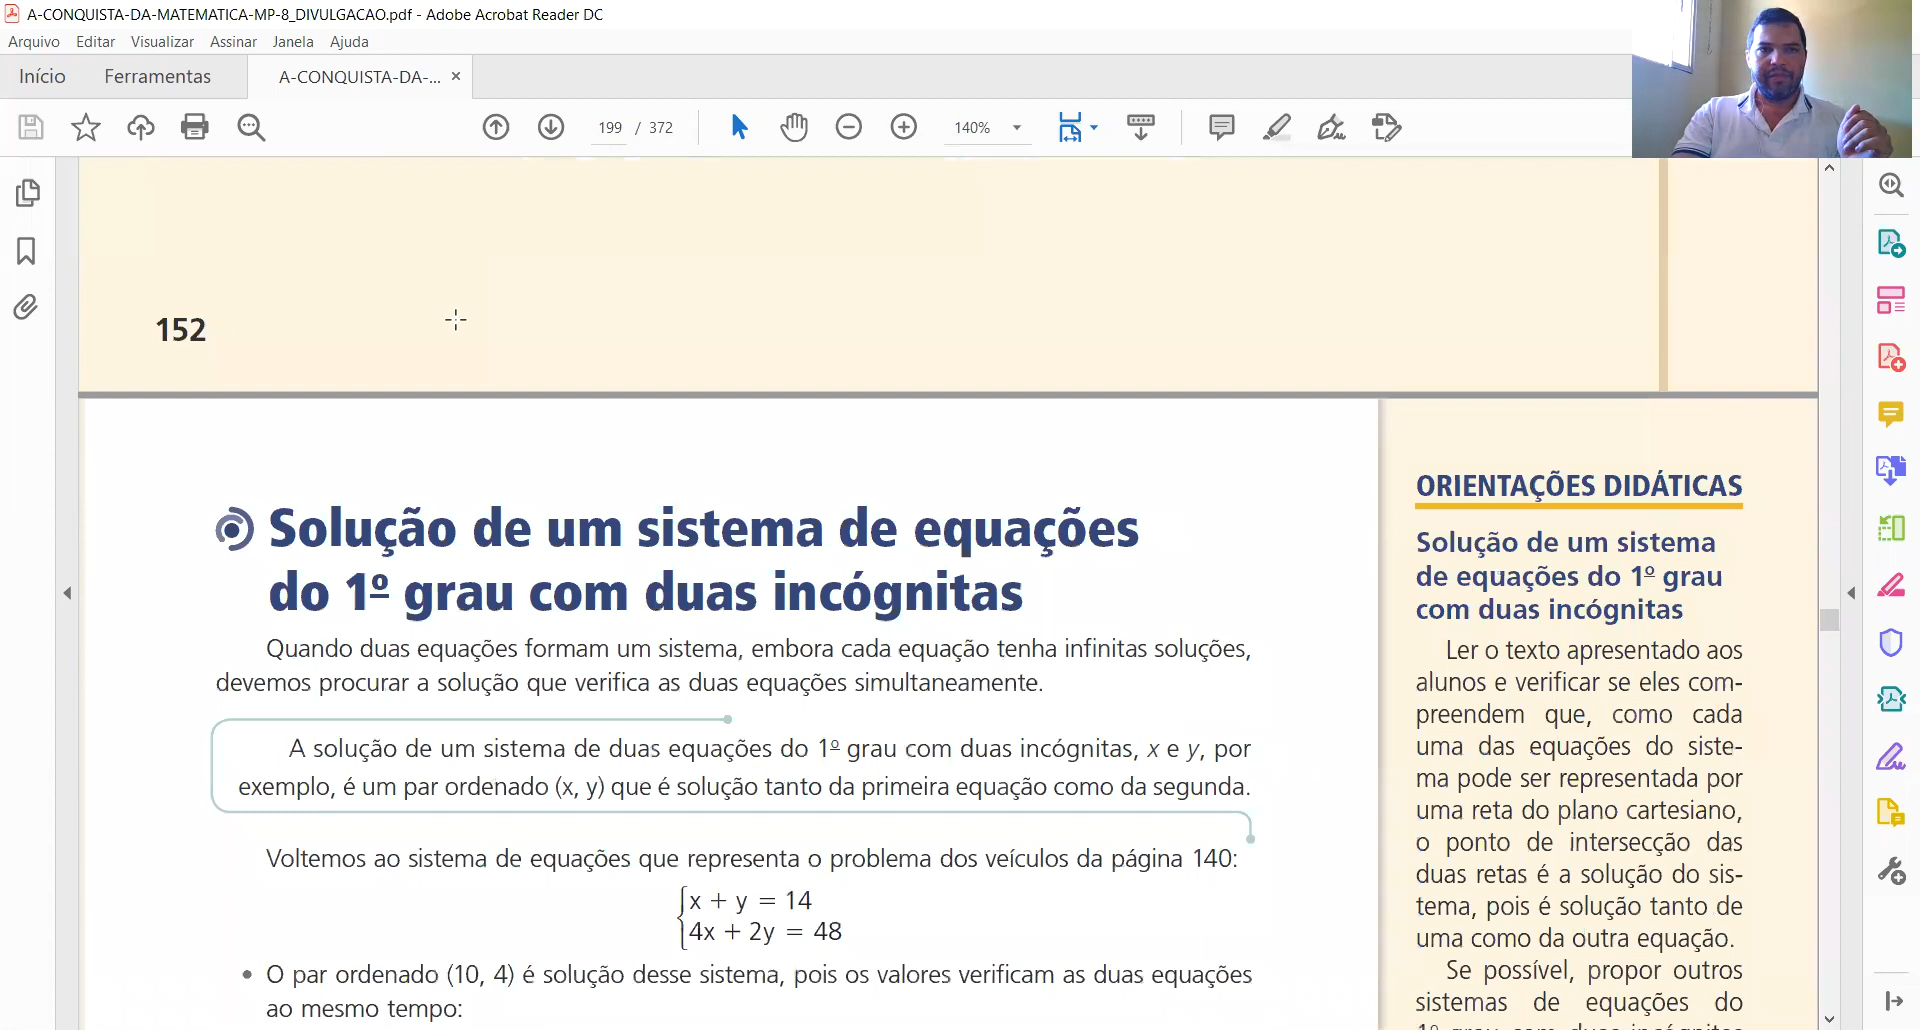 A-CONQUISTA-DA-MATEMATICA-MP-8_DIVULGACAO.pdf - Adobe Acrobat Reader DC
Arquivo Editar Visualizar Assinar Janela Ajuda
Início Ferramentas A-CONQUISTA-DA-... ×
199 / 372 140%
152
Solução de um sistema de equações
do 1º grau com duas incógnitas
Quando duas equações formam um sistema, embora cada equação tenha infinitas soluções,
devemos procurar a solução que verifica as duas equações simultaneamente.
A solução de um sistema de duas equações do 1º grau com duas incógnitas, x e y, por
exemplo, é um par ordenado (x, y) que é solução tanto da primeira equação como da segunda.
Voltemos ao sistema de equações que representa o problema dos veículos da página 140:
x + y = 14
4x + 2y = 48
• O par ordenado (10, 4) é solução desse sistema, pois os valores verificam as duas equações
ao mesmo tempo:
ORIENTAÇÕES DIDÁTICAS
Solução de um sistema
de equações do 1º grau
com duas incógnitas
Ler o texto apresentado aos
alunos e verificar se eles com-
preendem que, como cada
uma das equações do siste-
ma pode ser representada por
uma reta do plano cartesiano,
o ponto de intersecção das
duas retas é a solução do sis-
tema, pois é solução tanto de
uma como da outra equação.
Se possível, propor outros
sistemas de equações do
1º grau com duas incógnitas